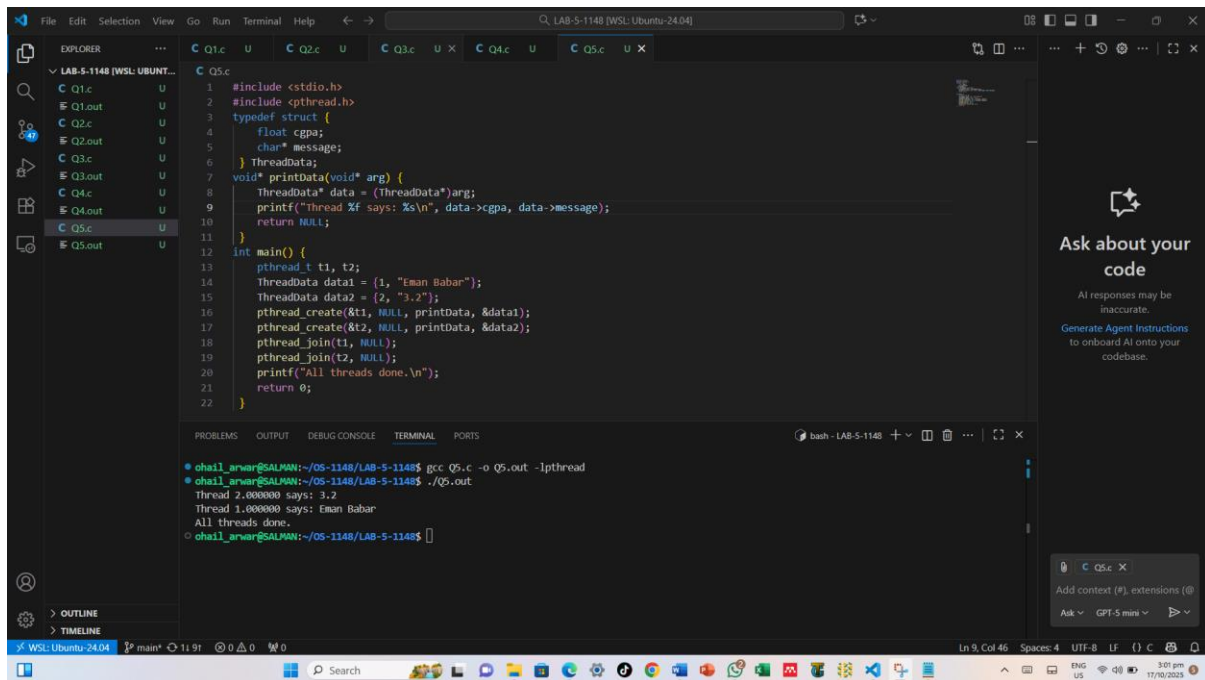 File Edit Selection View Go Run Terminal Help
LAB-5-1148 [WSL: Ubuntu-24.04]
EXPLORER
LAB-5-1148 [WSL: UBUNT...
C Q1.c U
Q1.out U
C Q2.c U
Q2.out U
C Q3.c U
Q3.out U
C Q4.c U
Q4.out U
C Q5.c U
Q5.out U
47
OUTLINE
TIMELINE
C Q1.c U C Q2.c U C Q3.c U C Q4.c U C Q5.c U
C Q5.c
1 #include <stdio.h>
2 #include <pthread.h>
3 typedef struct {
4 float cgpa;
5 char* message;
6 } ThreadData;
7 void* printData(void* arg) {
8 ThreadData* data = (ThreadData*)arg;
9 printf("Thread %f says: %s\n", data->cgpa, data->message);
10 return NULL;
11 }
12 int main() {
13 pthread_t t1, t2;
14 ThreadData data1 = {1, "Eman Babar"};
15 ThreadData data2 = {2, "3.2"};
16 pthread_create(&t1, NULL, printData, &data1);
17 pthread_create(&t2, NULL, printData, &data2);
18 pthread_join(t1, NULL);
19 pthread_join(t2, NULL);
20 printf("All threads done.\n");
21 return 0;
22 }
PROBLEMS OUTPUT DEBUG CONSOLE TERMINAL PORTS
bash - LAB-5-1148
ohail_arwar@SALMAN:~/OS-1148/LAB-5-1148$ gcc Q5.c -o Q5.out -lpthread
ohail_arwar@SALMAN:~/OS-1148/LAB-5-1148$ ./Q5.out
Thread 2.000000 says: 3.2
Thread 1.000000 says: Eman Babar
All threads done.
ohail_arwar@SALMAN:~/OS-1148/LAB-5-1148$
Ask about your
code
AI responses may be
inaccurate.
Generate Agent Instructions
to onboard AI onto your
codebase.
C Q5.c
Add context (#), extensions (@
Ask GPT-5 mini
WSL: Ubuntu-24.04 main* 0 0 0 Ln 9, Col 46 Spaces: 4 UTF-8 LF {} C
Search
ENG
US
3:01 pm
17/10/2025